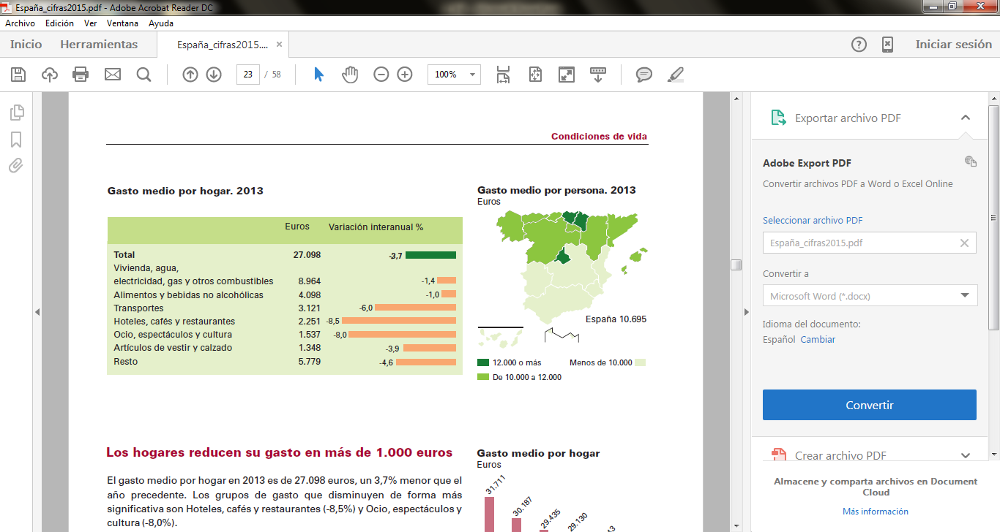 España_cifras2015.pdf - Adobe Acrobat Reader DC
Archivo Edición Ver Ventana Ayuda
Inicio Herramientas España_cifras2015.... × Iniciar sesión
23 / 58 100%
Condiciones de vida
Gasto medio por hogar. 2013
Euros Variación interanual %
Total 27.098 -3,7
Vivienda, agua,
electricidad, gas y otros combustibles 8.964 -1,4
Alimentos y bebidas no alcohólicas 4.098 -1,0
Transportes 3.121 -6,0
Hoteles, cafés y restaurantes 2.251 -8,5
Ocio, espectáculos y cultura 1.537 -8,0
Artículos de vestir y calzado 1.348 -3,9
Resto 5.779 -4,6
Gasto medio por persona. 2013
Euros
España 10.695
12.000 o más Menos de 10.000
De 10.000 a 12.000
Los hogares reducen su gasto en más de 1.000 euros
El gasto medio por hogar en 2013 es de 27.098 euros, un 3,7% menor que el
año precedente. Los grupos de gasto que disminuyen de forma más
significativa son Hoteles, cafés y restaurantes (-8,5%) y Ocio, espectáculos y
cultura (-8,0%).
Gasto medio por hogar
Euros
31.711
30.187
29.435
29.130
Exportar archivo PDF
Adobe Export PDF
Convertir archivos PDF a Word o Excel Online
Seleccionar archivo PDF
España_cifras2015.pdf
Convertir a
Microsoft Word (*.docx)
Idioma del documento:
Español Cambiar
Convertir
Crear archivo PDF
Almacene y comparta archivos en Document
Cloud
Más información